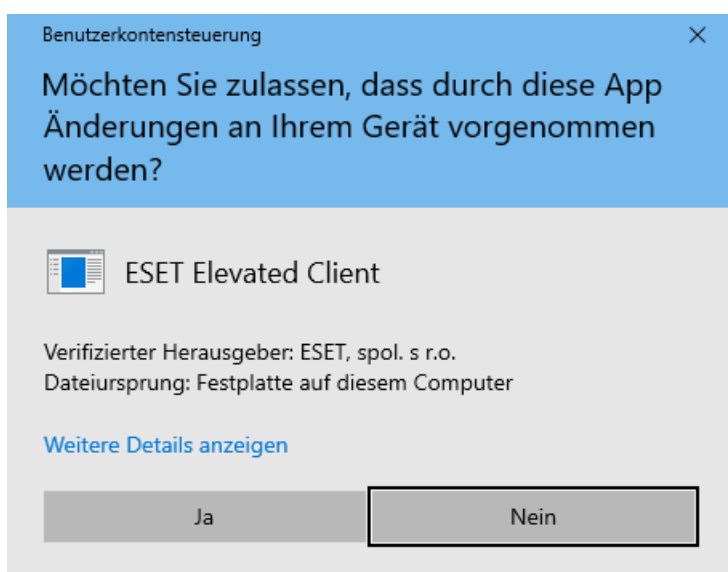 Benutzerkontensteuerung
Möchten Sie zulassen, dass durch diese App
Änderungen an Ihrem Gerät vorgenommen
werden?
ESET Elevated Client
Verifizierter Herausgeber: ESET, spol. s r.o.
Dateiursprung: Festplatte auf diesem Computer
Weitere Details anzeigen
Ja
Nein